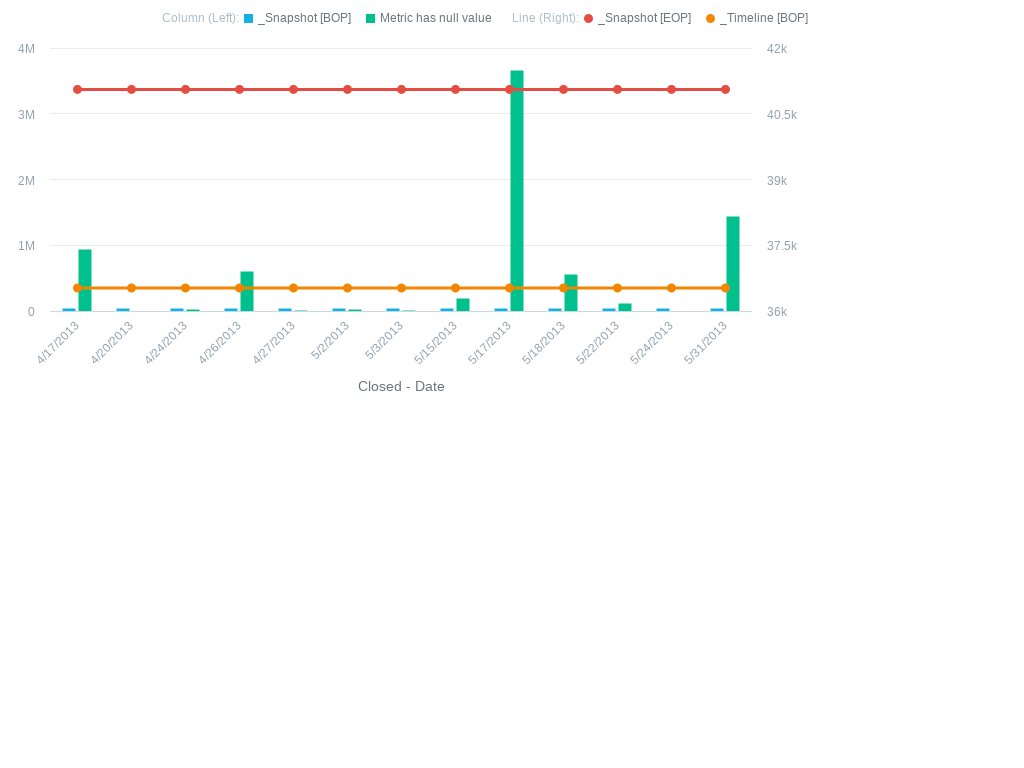 Column (Left): _Snapshot [BOP] Metric has null value Line (Right): _Snapshot [EOP] _Timeline [BOP]
4M 42k
3M 40.5k
2M 39k
1M 37.5k
0 36k
4/17/2013 4/20/2013 4/24/2013 4/26/2013 4/27/2013 5/2/2013 5/3/2013 5/15/2013 5/17/2013 5/18/2013 5/22/2013 5/24/2013 5/31/2013
Closed - Date